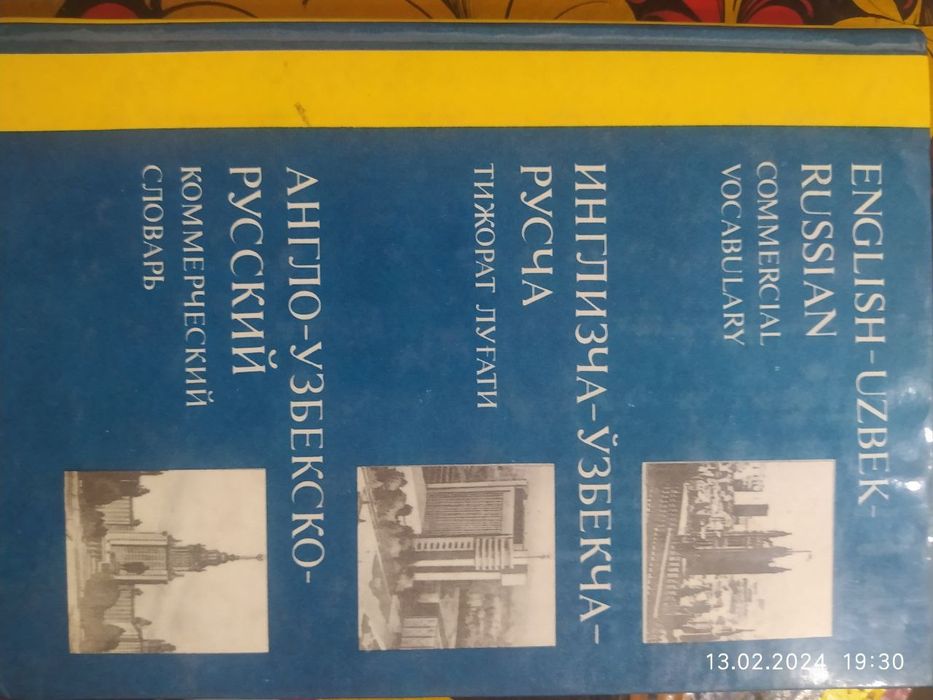 ENGLISH-UZBEK-
RUSSIAN
COMMERCIAL
VOCABULARY
ИНГЛИЗЧА-ЎЗБЕКЧА-
РУСЧА
ТИЖОРАТ ЛУҒАТИ
АНГЛО-УЗБЕКСКО-
РУССКИЙ
КОММЕРЧЕСКИЙ
СЛОВАРЬ
13.02.2024 19:30